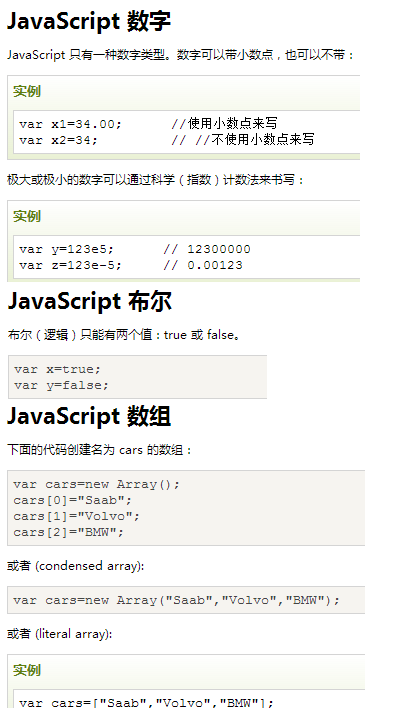 JavaScript 数字
JavaScript 只有一种数字类型。数字可以带小数点，也可以不带：
实例
var x1=34.00;      //使用小数点来写
var x2=34;         // //不使用小数点来写
极大或极小的数字可以通过科学（指数）计数法来书写：
实例
var y=123e5;      // 12300000
var z=123e-5;     // 0.00123
JavaScript 布尔
布尔（逻辑）只能有两个值：true 或 false。
var x=true;
var y=false;
JavaScript 数组
下面的代码创建名为 cars 的数组：
var cars=new Array();
cars[0]="Saab";
cars[1]="Volvo";
cars[2]="BMW";
或者 (condensed array):
var cars=new Array("Saab","Volvo","BMW");
或者 (literal array):
实例
var cars=["Saab","Volvo","BMW"];